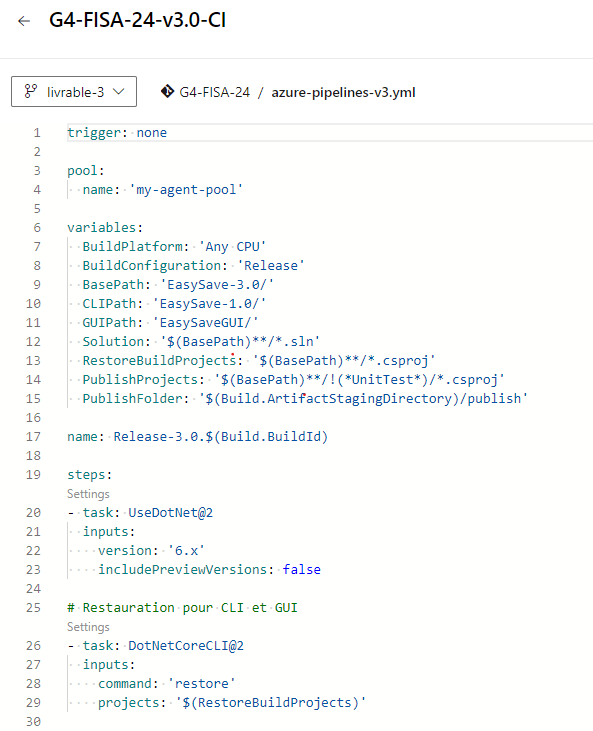 G4-FISA-24-v3.0-CI
livrable-3 G4-FISA-24 / azure-pipelines-v3.yml
1 trigger: none
2
3 pool:
4   name: 'my-agent-pool'
5
6 variables:
7   BuildPlatform: 'Any CPU'
8   BuildConfiguration: 'Release'
9   BasePath: 'EasySave-3.0/'
10   CLIPath: 'EasySave-1.0/'
11   GUIPath: 'EasySaveGUI/'
12   Solution: '$(BasePath)**/*.sln'
13   RestoreBuildProjects: '$(BasePath)**/*.csproj'
14   PublishProjects: '$(BasePath)**/!(*UnitTest*)/*.csproj'
15   PublishFolder: '$(Build.ArtifactStagingDirectory)/publish'
16
17 name: Release-3.0.$(Build.BuildId)
18
19 steps:
Settings
20 - task: UseDotNet@2
21   inputs:
22     version: '6.x'
23     includePreviewVersions: false
24
25 # Restauration pour CLI et GUI
Settings
26 - task: DotNetCoreCLI@2
27   inputs:
28     command: 'restore'
29     projects: '$(RestoreBuildProjects)'
30